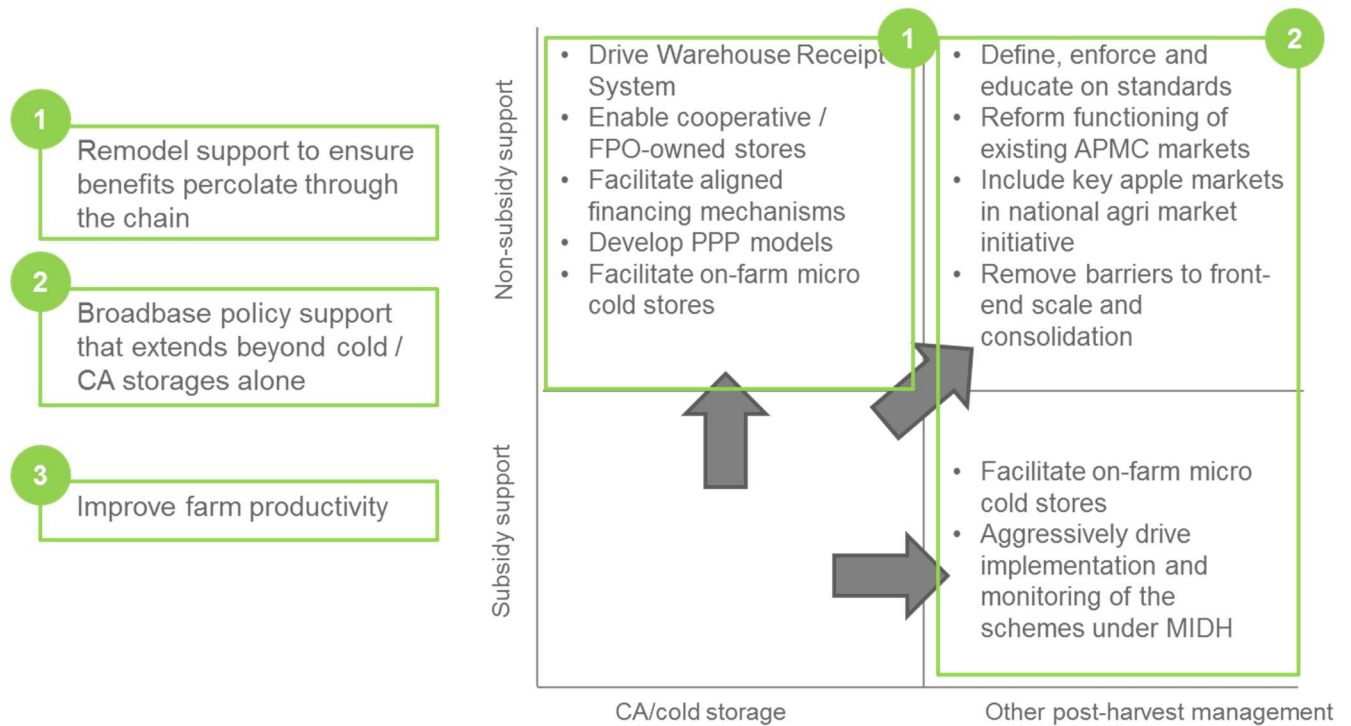 1
Remodel support to ensure
benefits percolate through
the chain
2
Broadbase policy support
that extends beyond cold /
CA storages alone
3
Improve farm productivity
Non-subsidy support
Subsidy support
1
• Drive Warehouse Receipt
System
• Enable cooperative /
FPO-owned stores
• Facilitate aligned
financing mechanisms
• Develop PPP models
• Facilitate on-farm micro
cold stores
2
• Define, enforce and
educate on standards
• Reform functioning of
existing APMC markets
• Include key apple markets
in national agri market
initiative
• Remove barriers to front-
end scale and
consolidation
• Facilitate on-farm micro
cold stores
• Aggressively drive
implementation and
monitoring of the
schemes under MIDH
CA/cold storage
Other post-harvest management